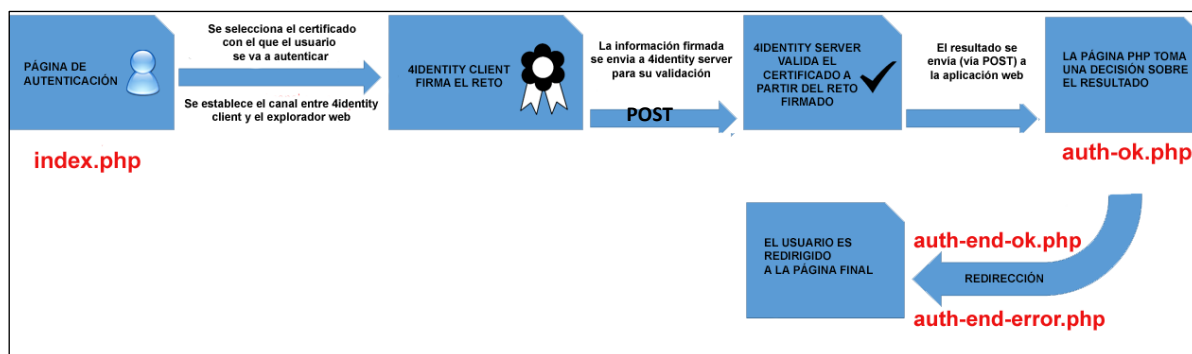 PÁGINA DE
AUTENTICACIÓN
index.php
Se selecciona el certificado
con el que el usuario
se va a autenticar
Se establece el canal entre 4identity
client y el explorador web
4IDENTITY CLIENT
FIRMA EL RETO
La información firmada
se envia a 4identity server
para su validación
POST
4IDENTITY SERVER
VALIDA EL
CERTIFICADO A
PARTIR DEL RETO
FIRMADO
El resultado se
envia (via POST) a
la aplicación web
LA PÁGINA PHP TOMA
UNA DECISIÓN SOBRE
EL RESULTADO
auth-ok.php
auth-end-ok.php
REDIRECCIÓN
auth-end-error.php
EL USUARIO ES
REDIRIGIDO
A LA PÁGINA FINAL